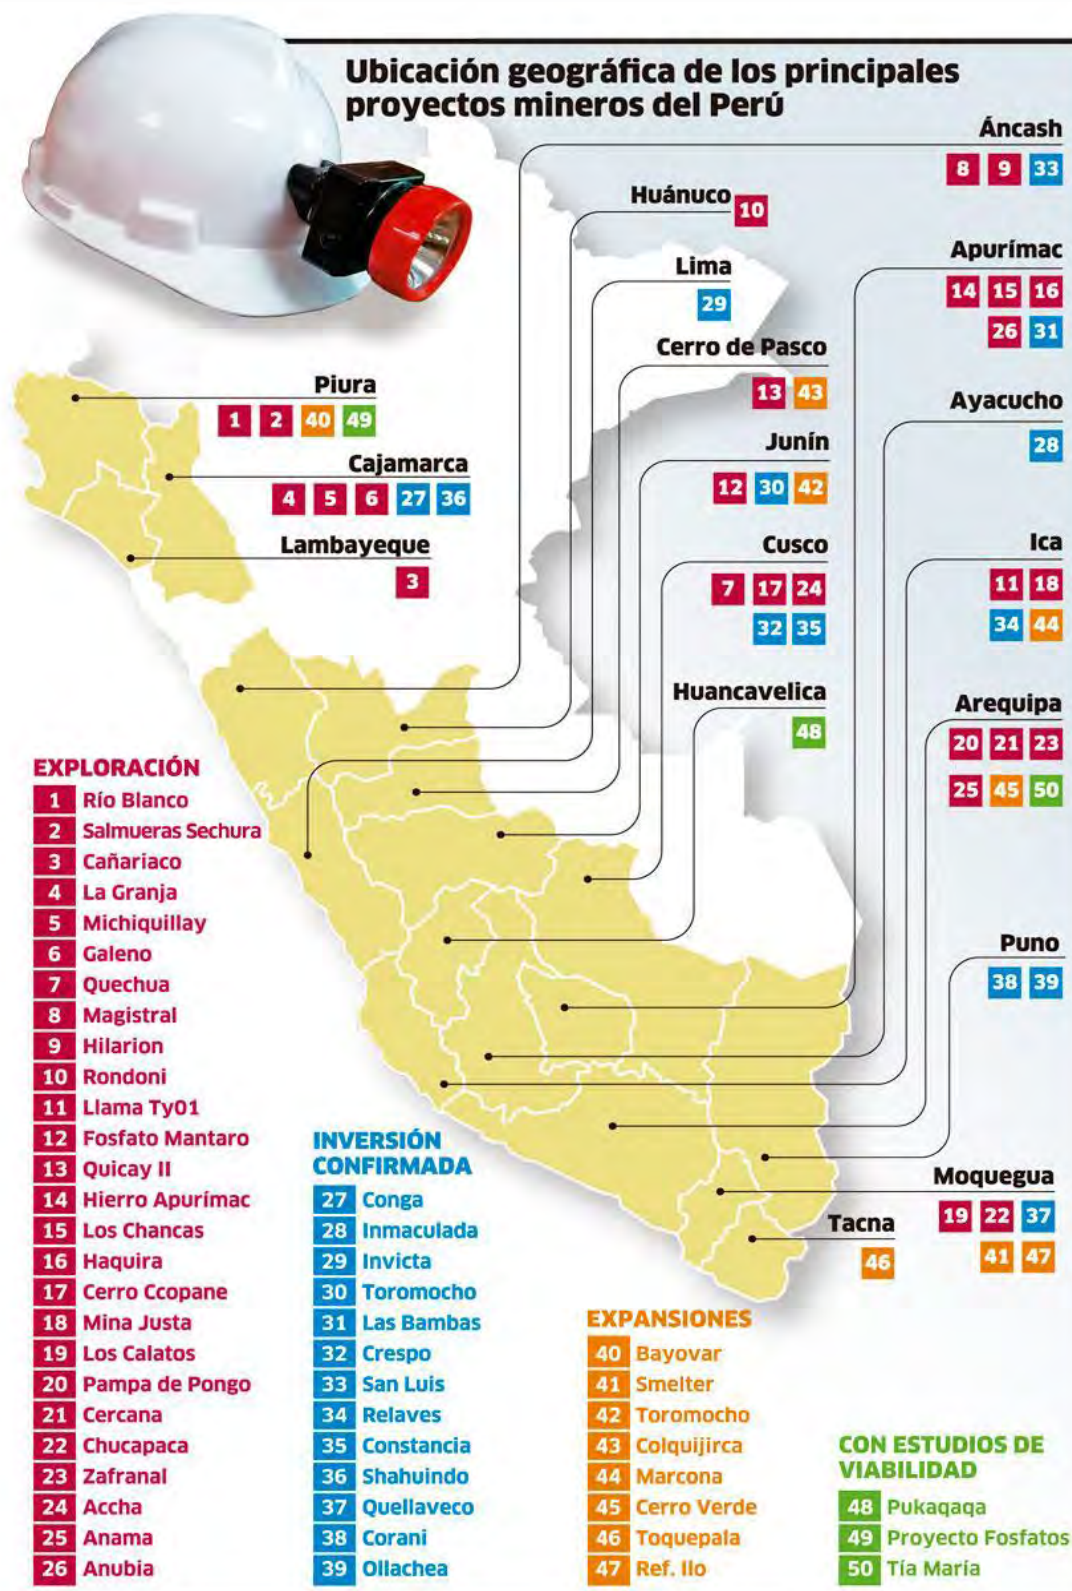 Ubicación geográfica de los principales
proyectos mineros del Perú
Áncash
8 9 33
Huánuco 10
Apurímac
14 15 16
26 31
Lima
29
Cerro de Pasco
13 43
Piura
1 2 40 49
Ayacucho
28
Junín
12 30 42
Cajamarca
4 5 6 27 36
Lambayeque
3
Cusco
7 17 24
32 35
Ica
11 18
34 44
Huancavelica
48
Arequipa
20 21 23
25 45 50
Puno
38 39
Moquegua
19 22 37
41 47
Tacna
46
EXPLORACIÓN
1 Río Blanco
2 Salmueras Sechura
3 Cañariaco
4 La Granja
5 Michiquillay
6 Galeno
7 Quechua
8 Magistral
9 Hilarion
10 Rondoni
11 Llama Ty01
12 Fosfato Mantaro
13 Quicay II
14 Hierro Apurímac
15 Los Chancas
16 Haquira
17 Cerro Ccopane
18 Mina Justa
19 Los Calatos
20 Pampa de Pongo
21 Cercana
22 Chucapaca
23 Zafranal
24 Accha
25 Anama
26 Anubia
INVERSIÓN
CONFIRMADA
27 Conga
28 Inmaculada
29 Invicta
30 Toromocho
31 Las Bambas
32 Crespo
33 San Luis
34 Relaves
35 Constancia
36 Shahuindo
37 Quellaveco
38 Corani
39 Ollachea
EXPANSIONES
40 Bayovar
41 Smelter
42 Toromocho
43 Colquijirca
44 Marcona
45 Cerro Verde
46 Toquepala
47 Ref. Ilo
CON ESTUDIOS DE
VIABILIDAD
48 Pukaqaqa
49 Proyecto Fosfatos
50 Tía María